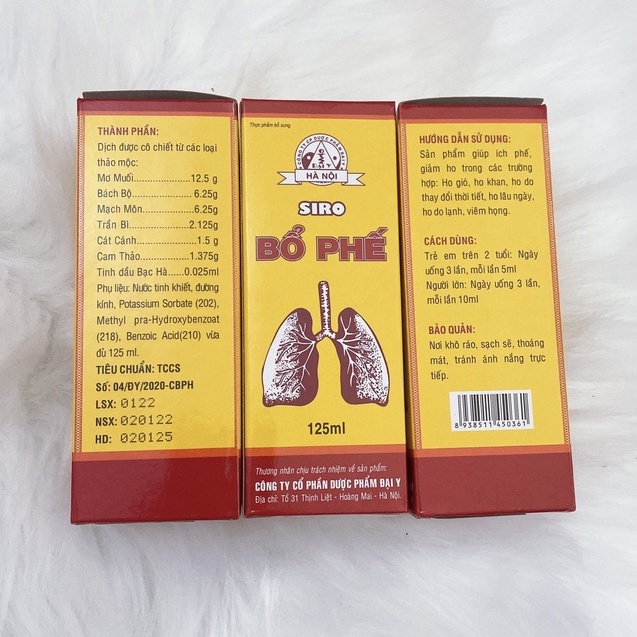 THÀNH PHẦN:
Dịch được cô chiết từ các loại
thảo mộc:
Mơ Muối....................12.5 g
Bách Bộ.....................6.25g
Mạch Môn..................6.25g
Trần Bì.....................2.125g
Cát Cánh.....................1.5 g
Cam Thảo................1.375g
Tinh dầu Bạc Hà......0.025ml
Phụ liệu: Nước tinh khiết, đường
kính, Potassium Sorbate (202),
Methyl pra-Hydroxybenzoat
(218), Benzoic Acid(210) vừa
đủ 125 ml.
TIÊU CHUẨN: TCCS
Số: 04/ĐY/2020-CBPH
LSX: 0122
NSX: 020122
HD: 020125
Thực phẩm bổ sung
CÔNG TY CP DƯỢC PHẨM ĐẠI Y
ĐẠI Y
HÀ NỘI
SIRO
BỔ PHẾ
125ml
Thương nhân chịu trách nhiệm về sản phẩm:
CÔNG TY CỔ PHẦN DƯỢC PHẨM ĐẠI Y
Địa chỉ: Tổ 31 Thịnh Liệt - Hoàng Mai - Hà Nội.
HƯỚNG DẪN SỬ DỤNG:
Sản phẩm giúp ích phế,
giảm ho trong các trường
hợp: Ho gió, ho khan, ho do
thay đổi thời tiết, ho lâu ngày,
ho do lạnh, viêm họng.
CÁCH DÙNG:
Trẻ em trên 2 tuổi: Ngày
uống 3 lần, mỗi lần 5ml
Người lớn: Ngày uống 3 lần,
mỗi lần 10ml
BẢO QUẢN:
Nơi khô ráo, sạch sẽ, thoáng
mát, tránh ánh nắng trực
tiếp.
8 938511 450361